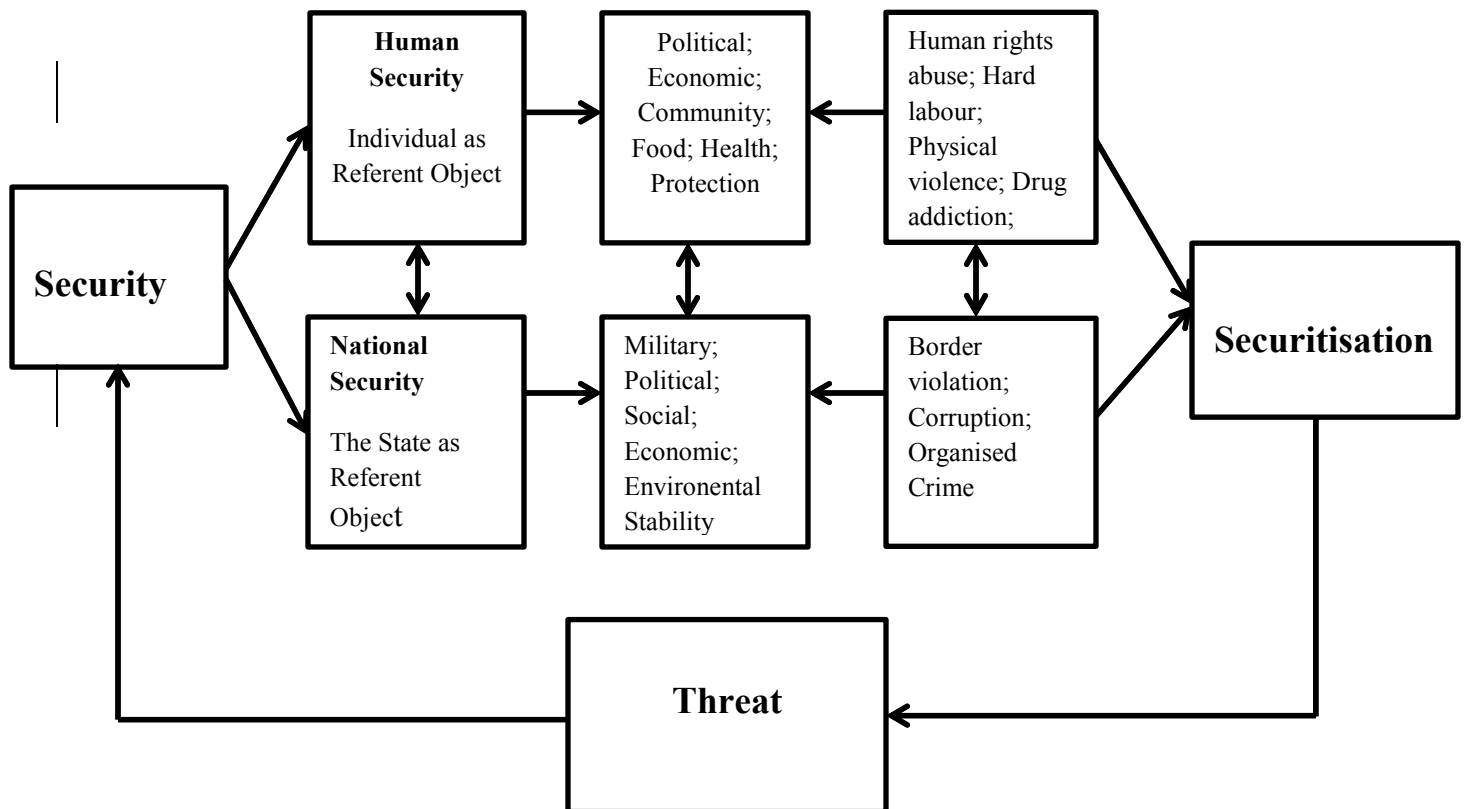 Security
Human
Security
Individual as
Referent Object
Political;
Economic;
Community;
Food; Health;
Protection
Human rights
abuse; Hard
labour;
Physical
violence; Drug
addiction;
National
Security
The State as
Referent
Object
Military;
Political;
Social;
Economic;
Environental
Stability
Border
violation;
Corruption;
Organised
Crime
Securitisation
Threat